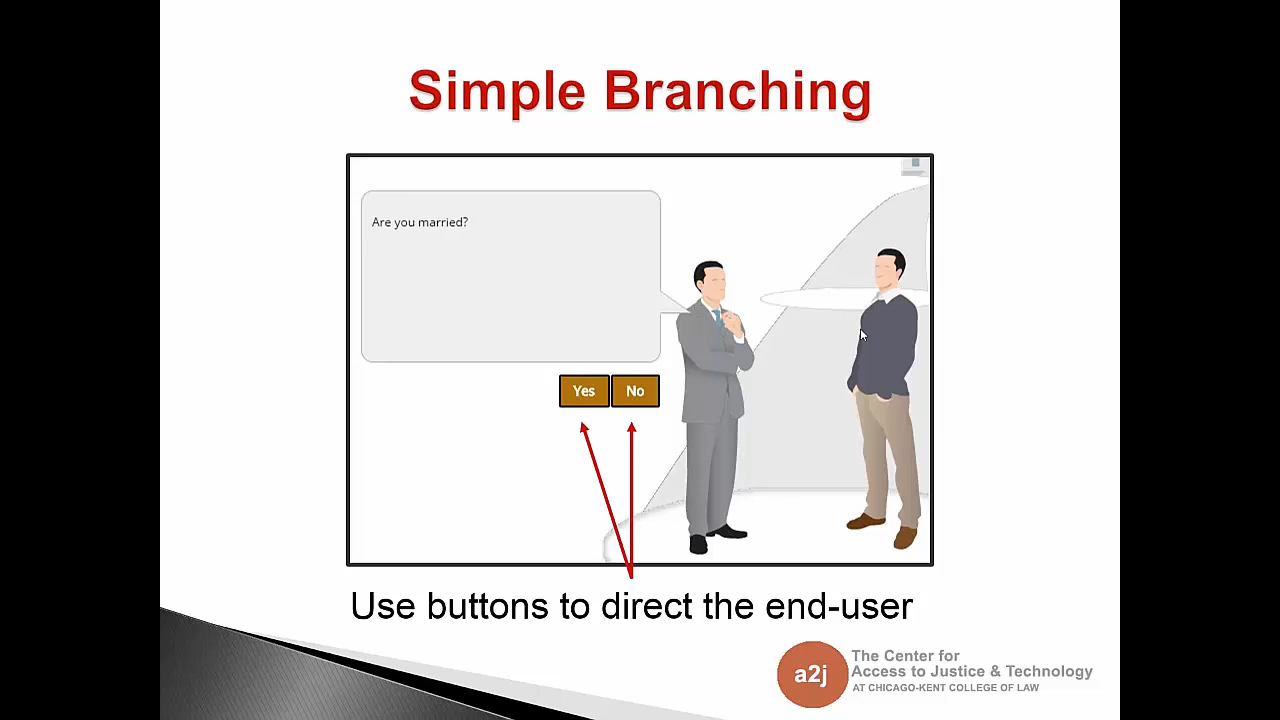 Simple Branching
Are you married?
Yes No
Use buttons to direct the end-user
a2j
The Center for
Access to Justice & Technology
AT CHICAGO-KENT COLLEGE OF LAW